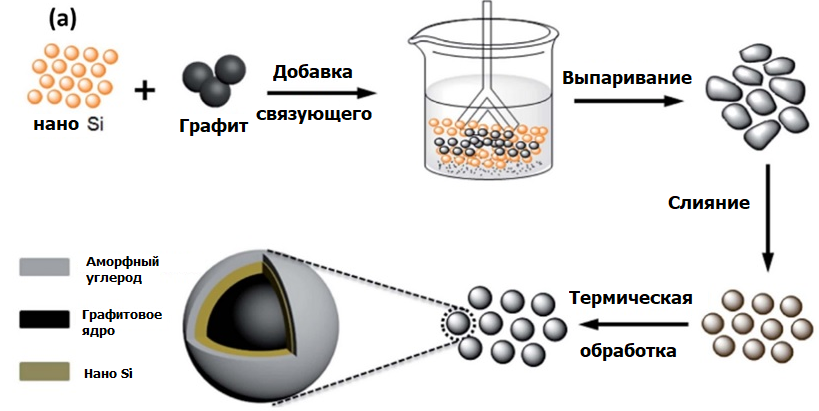 (a)
нано Si
+
Графит
Добавка
связующего
Выпаривание
Слияние
Термическая
обработка
Аморфный
углерод
Графитовое
ядро
Нано Si